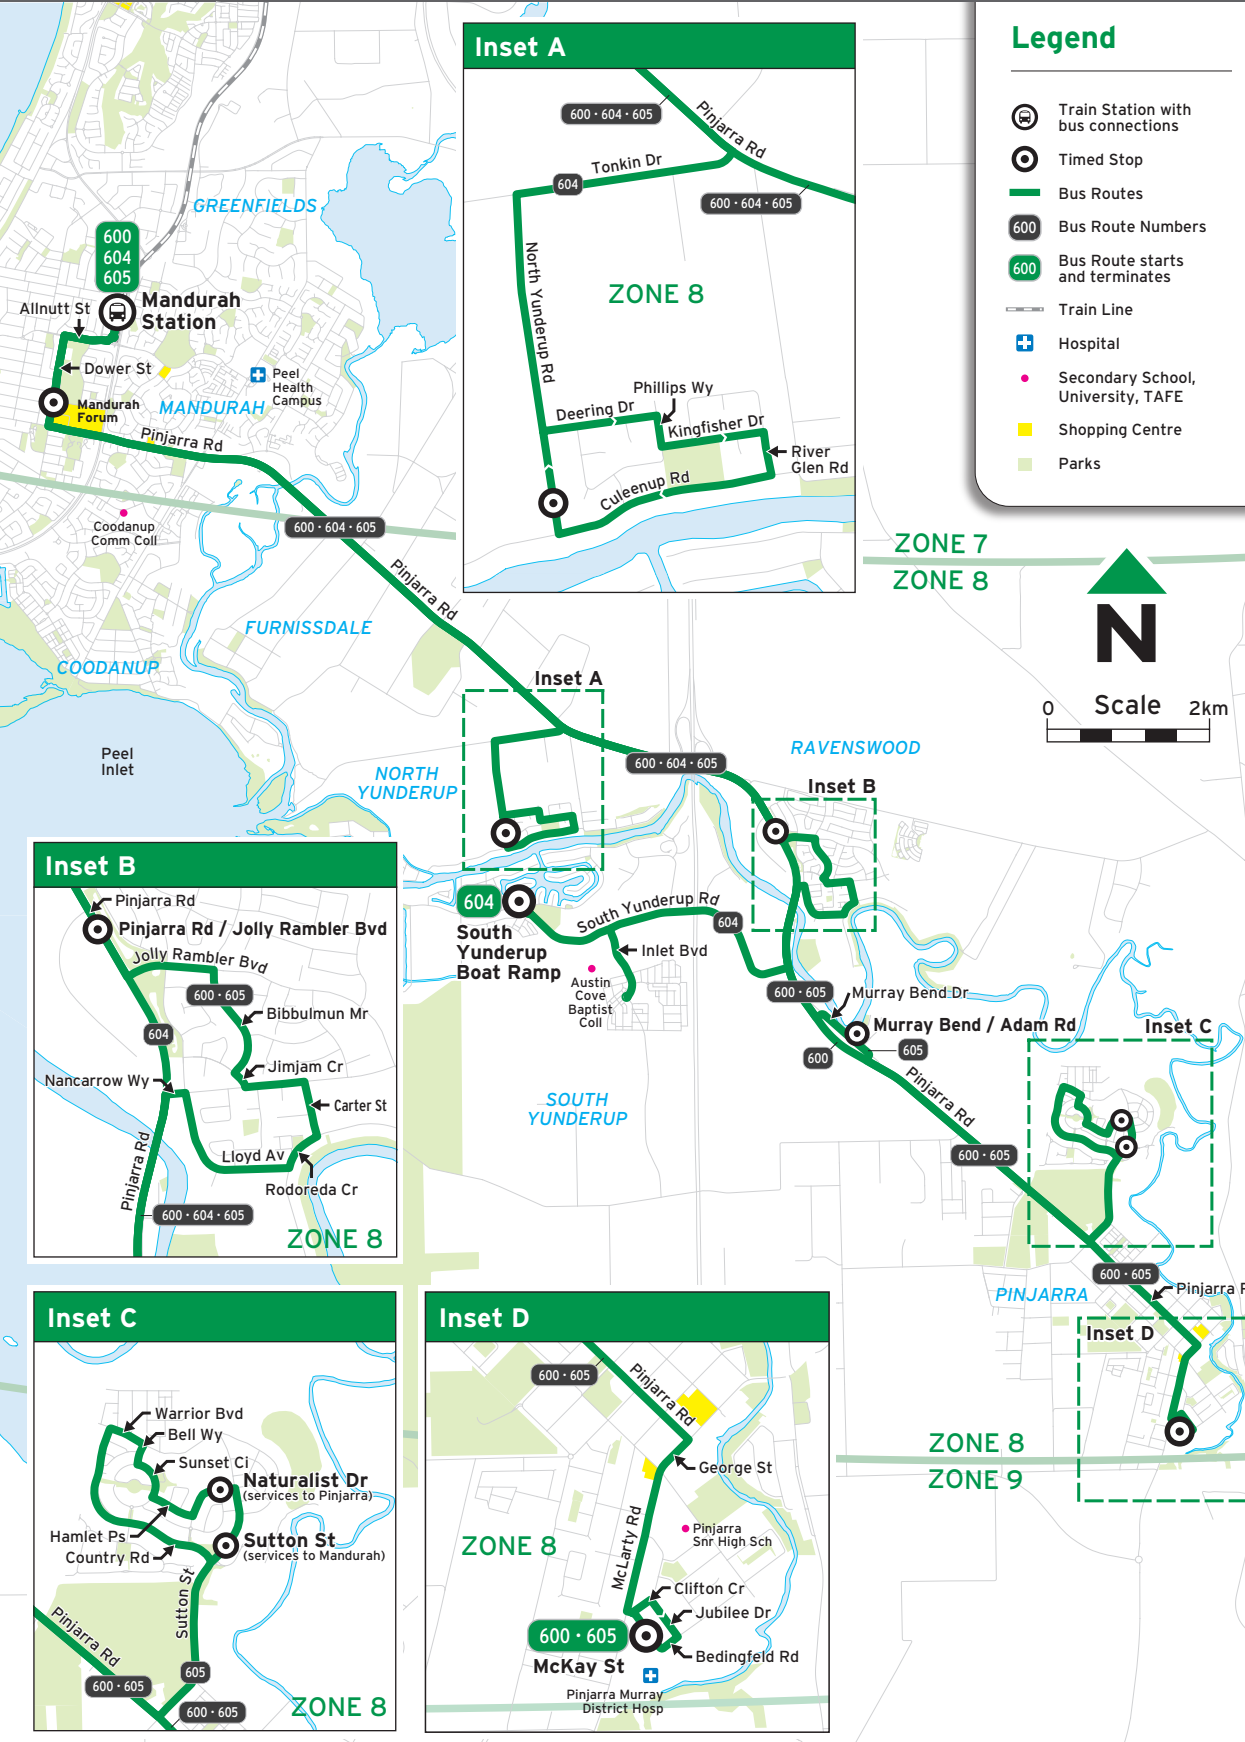 Inset A
600 · 604 · 605
Pinjarra Rd
Tonkin Dr
604
600 · 604 · 605
North Yunderup Rd
ZONE 8
Phillips Wy
Deering Dr
Kingfisher Dr
River
Glen Rd
Culeenup Rd
Legend
Train Station with
bus connections
Timed Stop
Bus Routes
600
Bus Route Numbers
600
Bus Route starts
and terminates
Train Line
Hospital
Secondary School,
University, TAFE
Shopping Centre
Parks
ZONE 7
ZONE 8
N
0 Scale 2km
GREENFIELDS
600
604
605
Allnutt St
Mandurah
Station
Dower St
Peel
Health
Campus
Mandurah
Forum
MANDURAH
Pinjarra Rd
Coodanup
Comm Coll
600 · 604 · 605
Pinjarra Rd
FURNISSDALE
COODANUP
Peel
Inlet
Inset A
NORTH
YUNDERUP
600 · 604 · 605
RAVENSWOOD
Inset B
604
South
Yunderup
Boat Ramp
South Yunderup Rd
604
Inlet Bvd
Austin
Cove
Baptist
Coll
600 · 605
Murray Bend Dr
Murray Bend / Adam Rd
605
600
Inset C
Pinjarra Rd
SOUTH
YUNDERUP
600 · 605
600 · 605
PINJARRA
Pinjarra R
Inset D
ZONE 8
ZONE 9
Inset B
Pinjarra Rd
Pinjarra Rd / Jolly Rambler Bvd
Jolly Rambler Bvd
600 · 605
Bibbulmun Mr
604
Jimjam Cr
Nancarrow Wy
Carter St
Pinjarra Rd
Lloyd Av
Rodoreda Cr
600 · 604 · 605
ZONE 8
Inset C
Warrior Bvd
Bell Wy
Sunset Ci
Naturalist Dr
(services to Pinjarra)
Hamlet Ps
Country Rd
Sutton St
(services to Mandurah)
Sutton St
Pinjarra Rd
605
600 · 605
600 · 605
ZONE 8
Inset D
600 · 605
Pinjarra Rd
George St
McLarty Rd
ZONE 8
Pinjarra
Snr High Sch
Clifton Cr
Jubilee Dr
600 · 605
Bedingfeld Rd
McKay St
Pinjarra Murray
District Hosp